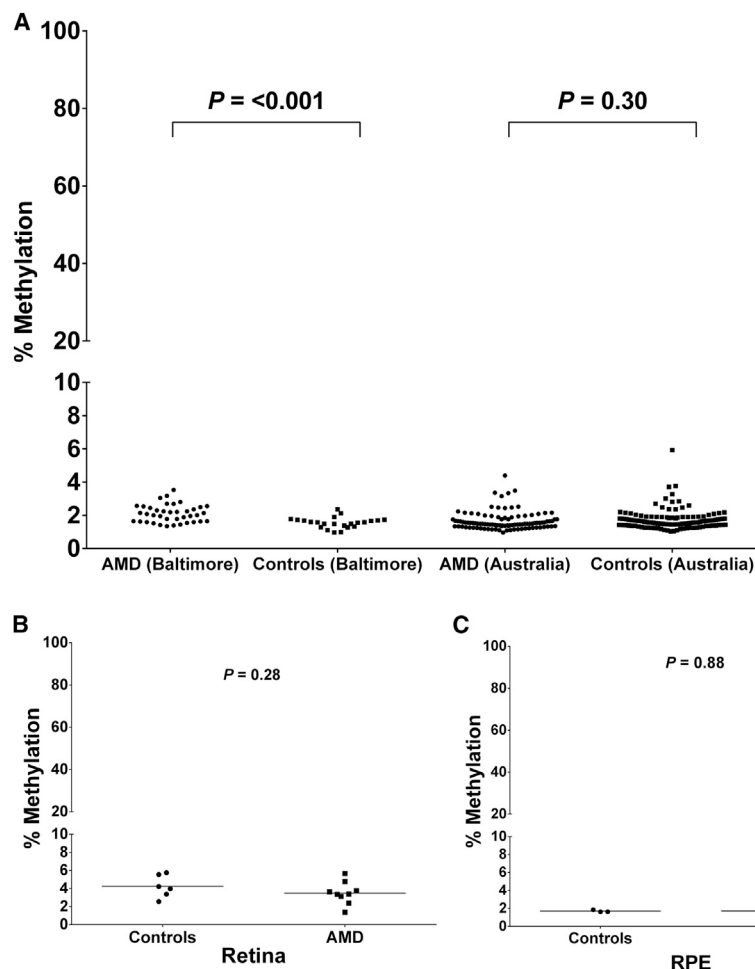 A
100
80
60
40
20
10
8
6
4
2
0
% Methylation
P = <0.001
P = 0.30
AMD (Baltimore) Controls (Baltimore) AMD (Australia) Controls (Australia)
B
100
80
60
40
20
10
8
6
4
2
0
% Methylation
P = 0.28
Controls AMD
Retina
C
100
80
60
40
20
10
8
6
4
2
0
% Methylation
P = 0.88
Controls
RPE